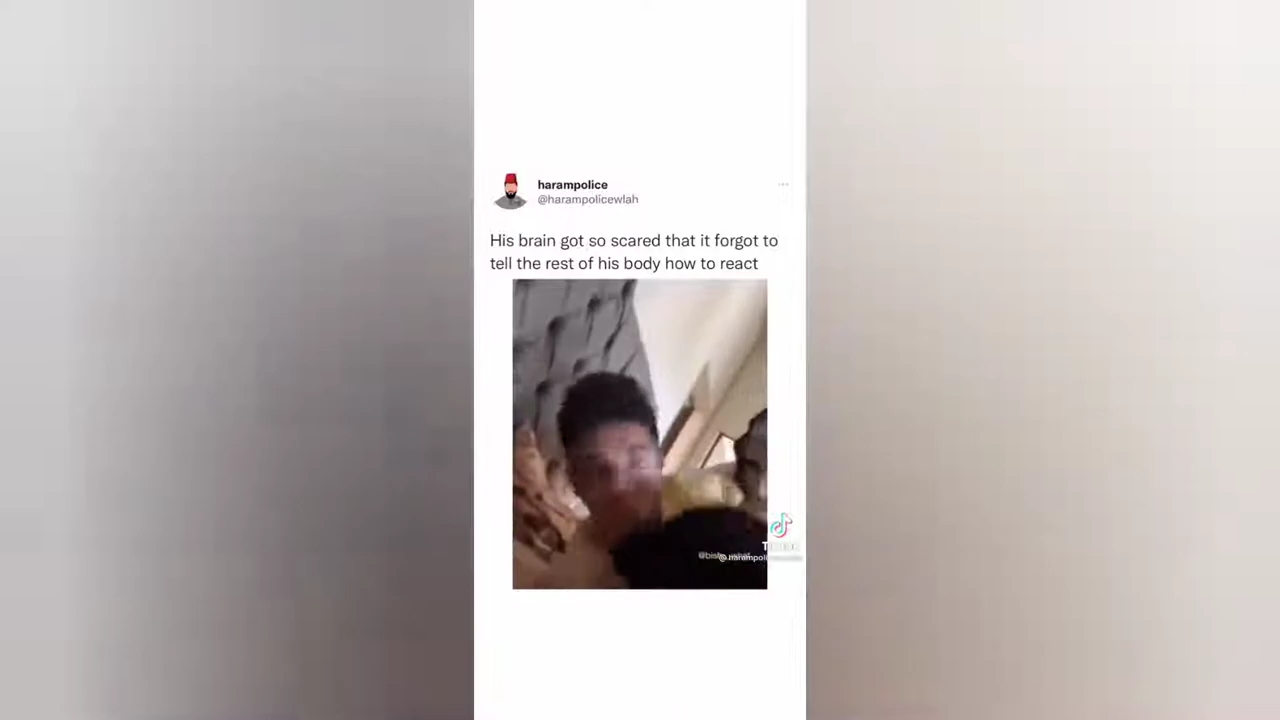 harampolice
@harampolicewlah
His brain got so scared that it forgot to
tell the rest of his body how to react